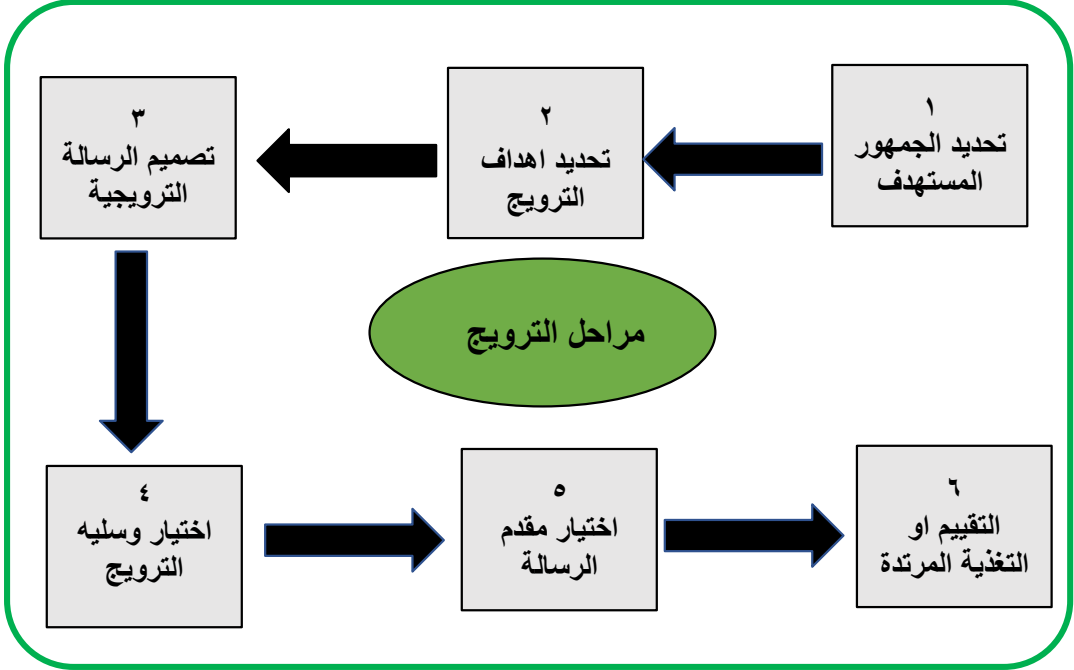 ١
تحديد الجمهور
المستهدف
٢
تحديد اهداف
الترويج
٣
تصميم الرسالة
الترويجية
مراحل الترويج
٤
اختيار وسليه
الترويج
٥
اختيار مقدم
الرسالة
٦
التقييم او
التغذية المرتدة